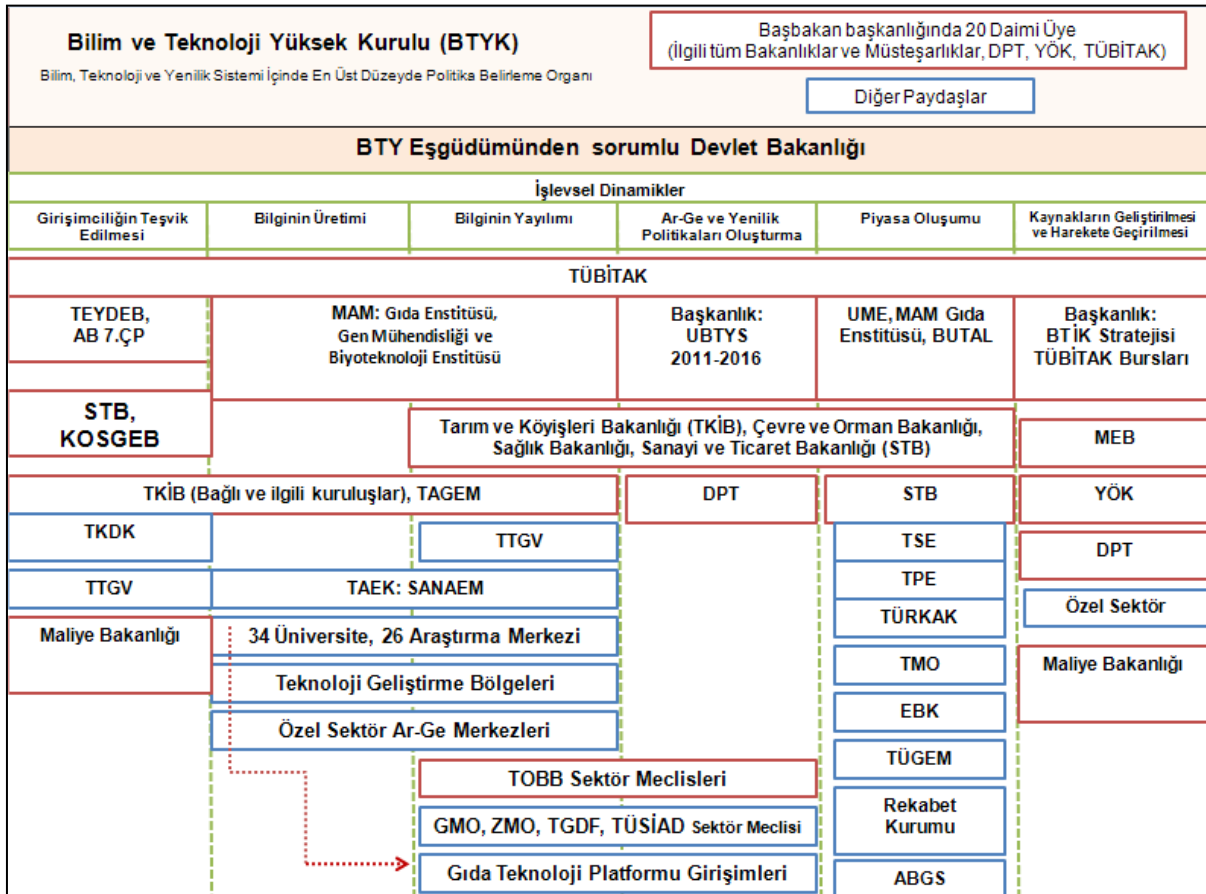 Bilim ve Teknoloji Yüksek Kurulu (BTYK)
Bilim, Teknoloji ve Yenilik Sistemi İçinde En Üst Düzeyde Politika Belirleme Organı
Başbakan başkanlığında 20 Daimi Üye
(İlgili tüm Bakanlıklar ve Müsteşarlıklar, DPT, YÖK, TÜBİTAK)
Diğer Paydaşlar
BTY Eşgüdümünden sorumlu Devlet Bakanlığı
İşlevsel Dinamikler
Girişimciliğin Teşvik
Edilmesi
Bilginin Üretimi
Bilginin Yayılımı
Ar-Ge ve Yenilik
Politikaları Oluşturma
Piyasa Oluşumu
Kaynakların Geliştirilmesi
ve Harekete Geçirilmesi
TÜBİTAK
TEYDEB,
AB 7.ÇP
MAM: Gıda Enstitüsü,
Gen Mühendisliği ve
Biyoteknoloji Enstitüsü
Başkanlık:
UBTYS
2011-2016
UME, MAM Gıda
Enstitüsü, BUTAL
Başkanlık:
BTİK Stratejisi
TÜBİTAK Bursları
STB,
KOSGEB
Tarım ve Köyişleri Bakanlığı (TKİB), Çevre ve Orman Bakanlığı,
Sağlık Bakanlığı, Sanayi ve Ticaret Bakanlığı (STB)
MEB
TKİB (Bağlı ve ilgili kuruluşlar), TAGEM
DPT
STB
YÖK
TKDK
TTGV
TSE
DPT
TTGV
TAEK: SANAEM
TPE
TÜRKAK
Özel Sektör
Maliye Bakanlığı
34 Üniversite, 26 Araştırma Merkezi
TMO
Maliye Bakanlığı
Teknoloji Geliştirme Bölgeleri
EBK
Özel Sektör Ar-Ge Merkezleri
TÜGEM
TOBB Sektör Meclisleri
Rekabet
Kurumu
GMO, ZMO, TGDF, TÜSİAD Sektör Meclisi
Gıda Teknoloji Platformu Girişimleri
ABGS